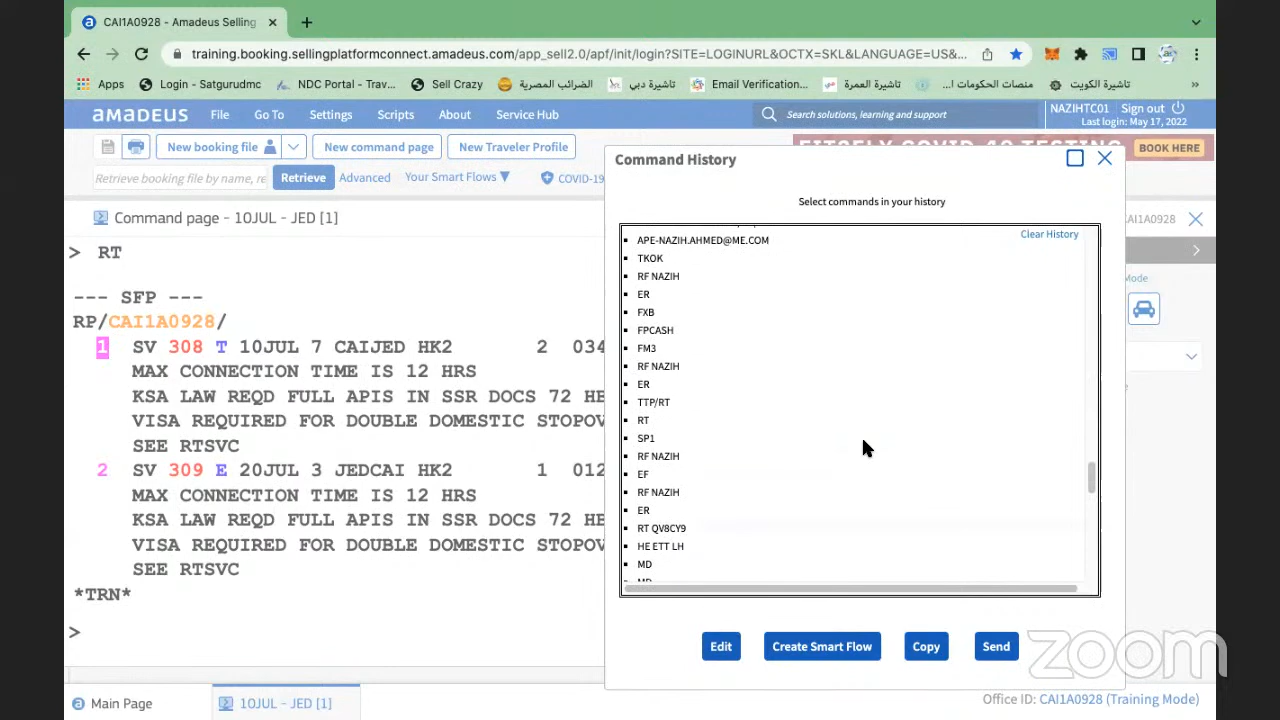 CAI1A0928 - Amadeus Selling
training.booking.sellingplatformconnect.amadeus.com/app_sel2.0/apf/init/login?SITE=LOGINURL&OCTX=SKL&LANGUAGE=US&...
Apps Login - Satgurudmc NDC Portal - Trav... Sell Crazy الضرائب المصرية تاشيرة دبي Email Verification... تاشيرة العمرة منصات الحكومات ا... تاشيرة الكويت »
amadeus File Go To Settings Scripts About Service Hub Search solutions, learning and support NAZIHTC01 Sign out
Last login: May 17, 2022
New booking file New command page New Traveler Profile
BOOK HERE
Retrieve booking file by name, re Retrieve Advanced Your Smart Flows COVID-19
Command page - 10JUL - JED [1]
AI1A0928
Mode
> RT
--- SFP ---
RP/CAI1A0928/
1 SV 308 T 10JUL 7 CAIJED HK2 2 034
MAX CONNECTION TIME IS 12 HRS
KSA LAW REQD FULL APIS IN SSR DOCS 72 HE
VISA REQUIRED FOR DOUBLE DOMESTIC STOPOV
SEE RTSVC
2 SV 309 E 20JUL 3 JEDCAI HK2 1 012
MAX CONNECTION TIME IS 12 HRS
KSA LAW REQD FULL APIS IN SSR DOCS 72 HE
VISA REQUIRED FOR DOUBLE DOMESTIC STOPOV
SEE RTSVC
*TRN*
>
Command History
Select commands in your history
Clear History
APE-NAZIH.AHMED@ME.COM
TKOK
RF NAZIH
ER
FXB
FPCASH
FM3
RF NAZIH
ER
TTP/RT
RT
SP1
RF NAZIH
EF
RF NAZIH
ER
RT QV8CY9
HE ETT LH
MD
MD
Edit Create Smart Flow Copy Send
zoom
Main Page 10JUL - JED [1] Office ID: CAI1A0928 (Training Mode)